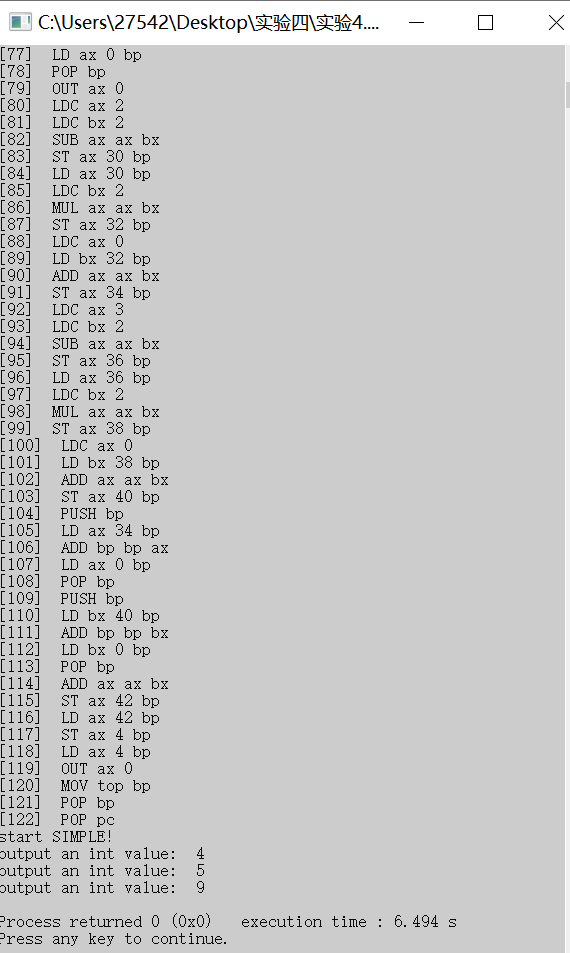 C:\Users\27542\Desktop\实验四\实验4....
[77]  LD ax 0 bp
[78]  POP bp
[79]  OUT ax 0
[80]  LDC ax 2
[81]  LDC bx 2
[82]  SUB ax ax bx
[83]  ST ax 30 bp
[84]  LD ax 30 bp
[85]  LDC bx 2
[86]  MUL ax ax bx
[87]  ST ax 32 bp
[88]  LDC ax 0
[89]  LD bx 32 bp
[90]  ADD ax ax bx
[91]  ST ax 34 bp
[92]  LDC ax 3
[93]  LDC bx 2
[94]  SUB ax ax bx
[95]  ST ax 36 bp
[96]  LD ax 36 bp
[97]  LDC bx 2
[98]  MUL ax ax bx
[99]  ST ax 38 bp
[100]  LDC ax 0
[101]  LD bx 38 bp
[102]  ADD ax ax bx
[103]  ST ax 40 bp
[104]  PUSH bp
[105]  LD ax 34 bp
[106]  ADD bp bp ax
[107]  LD ax 0 bp
[108]  POP bp
[109]  PUSH bp
[110]  LD bx 40 bp
[111]  ADD bp bp bx
[112]  LD bx 0 bp
[113]  POP bp
[114]  ADD ax ax bx
[115]  ST ax 42 bp
[116]  LD ax 42 bp
[117]  ST ax 4 bp
[118]  LD ax 4 bp
[119]  OUT ax 0
[120]  MOV top bp
[121]  POP bp
[122]  POP pc
start SIMPLE!
output an int value:  4
output an int value:  5
output an int value:  9
Process returned 0 (0x0)   execution time : 6.494 s
Press any key to continue.